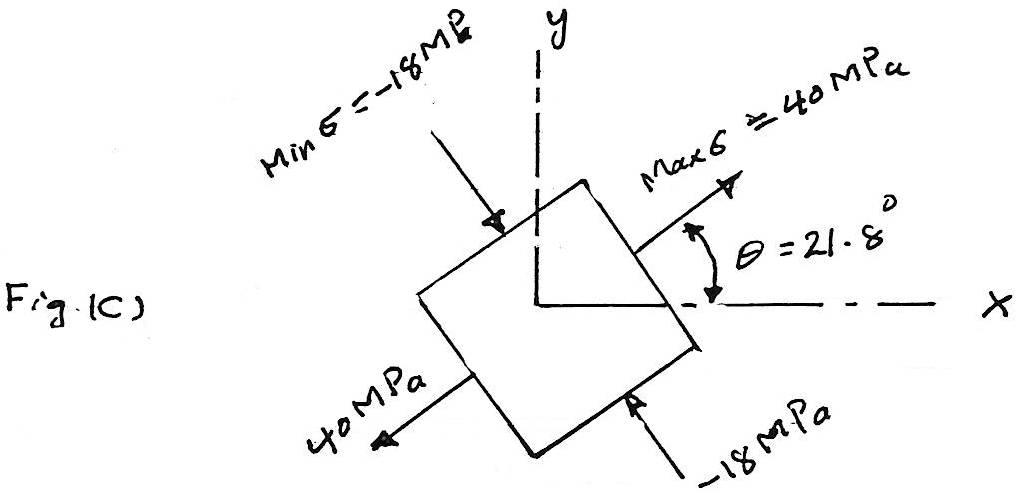 y
Min σ = -18 MPa
Max σ = 40 MPa
θ = 21.8°
Fig. (C)
x
40 MPa
-18 MPa